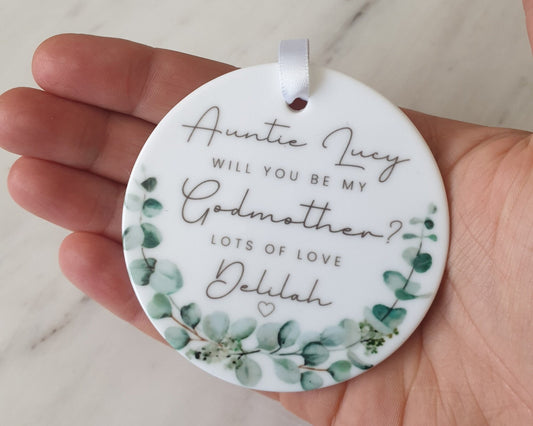 Auntie Lucy
WILL YOU BE MY
Godmother?
LOTS OF LOVE
Delilah